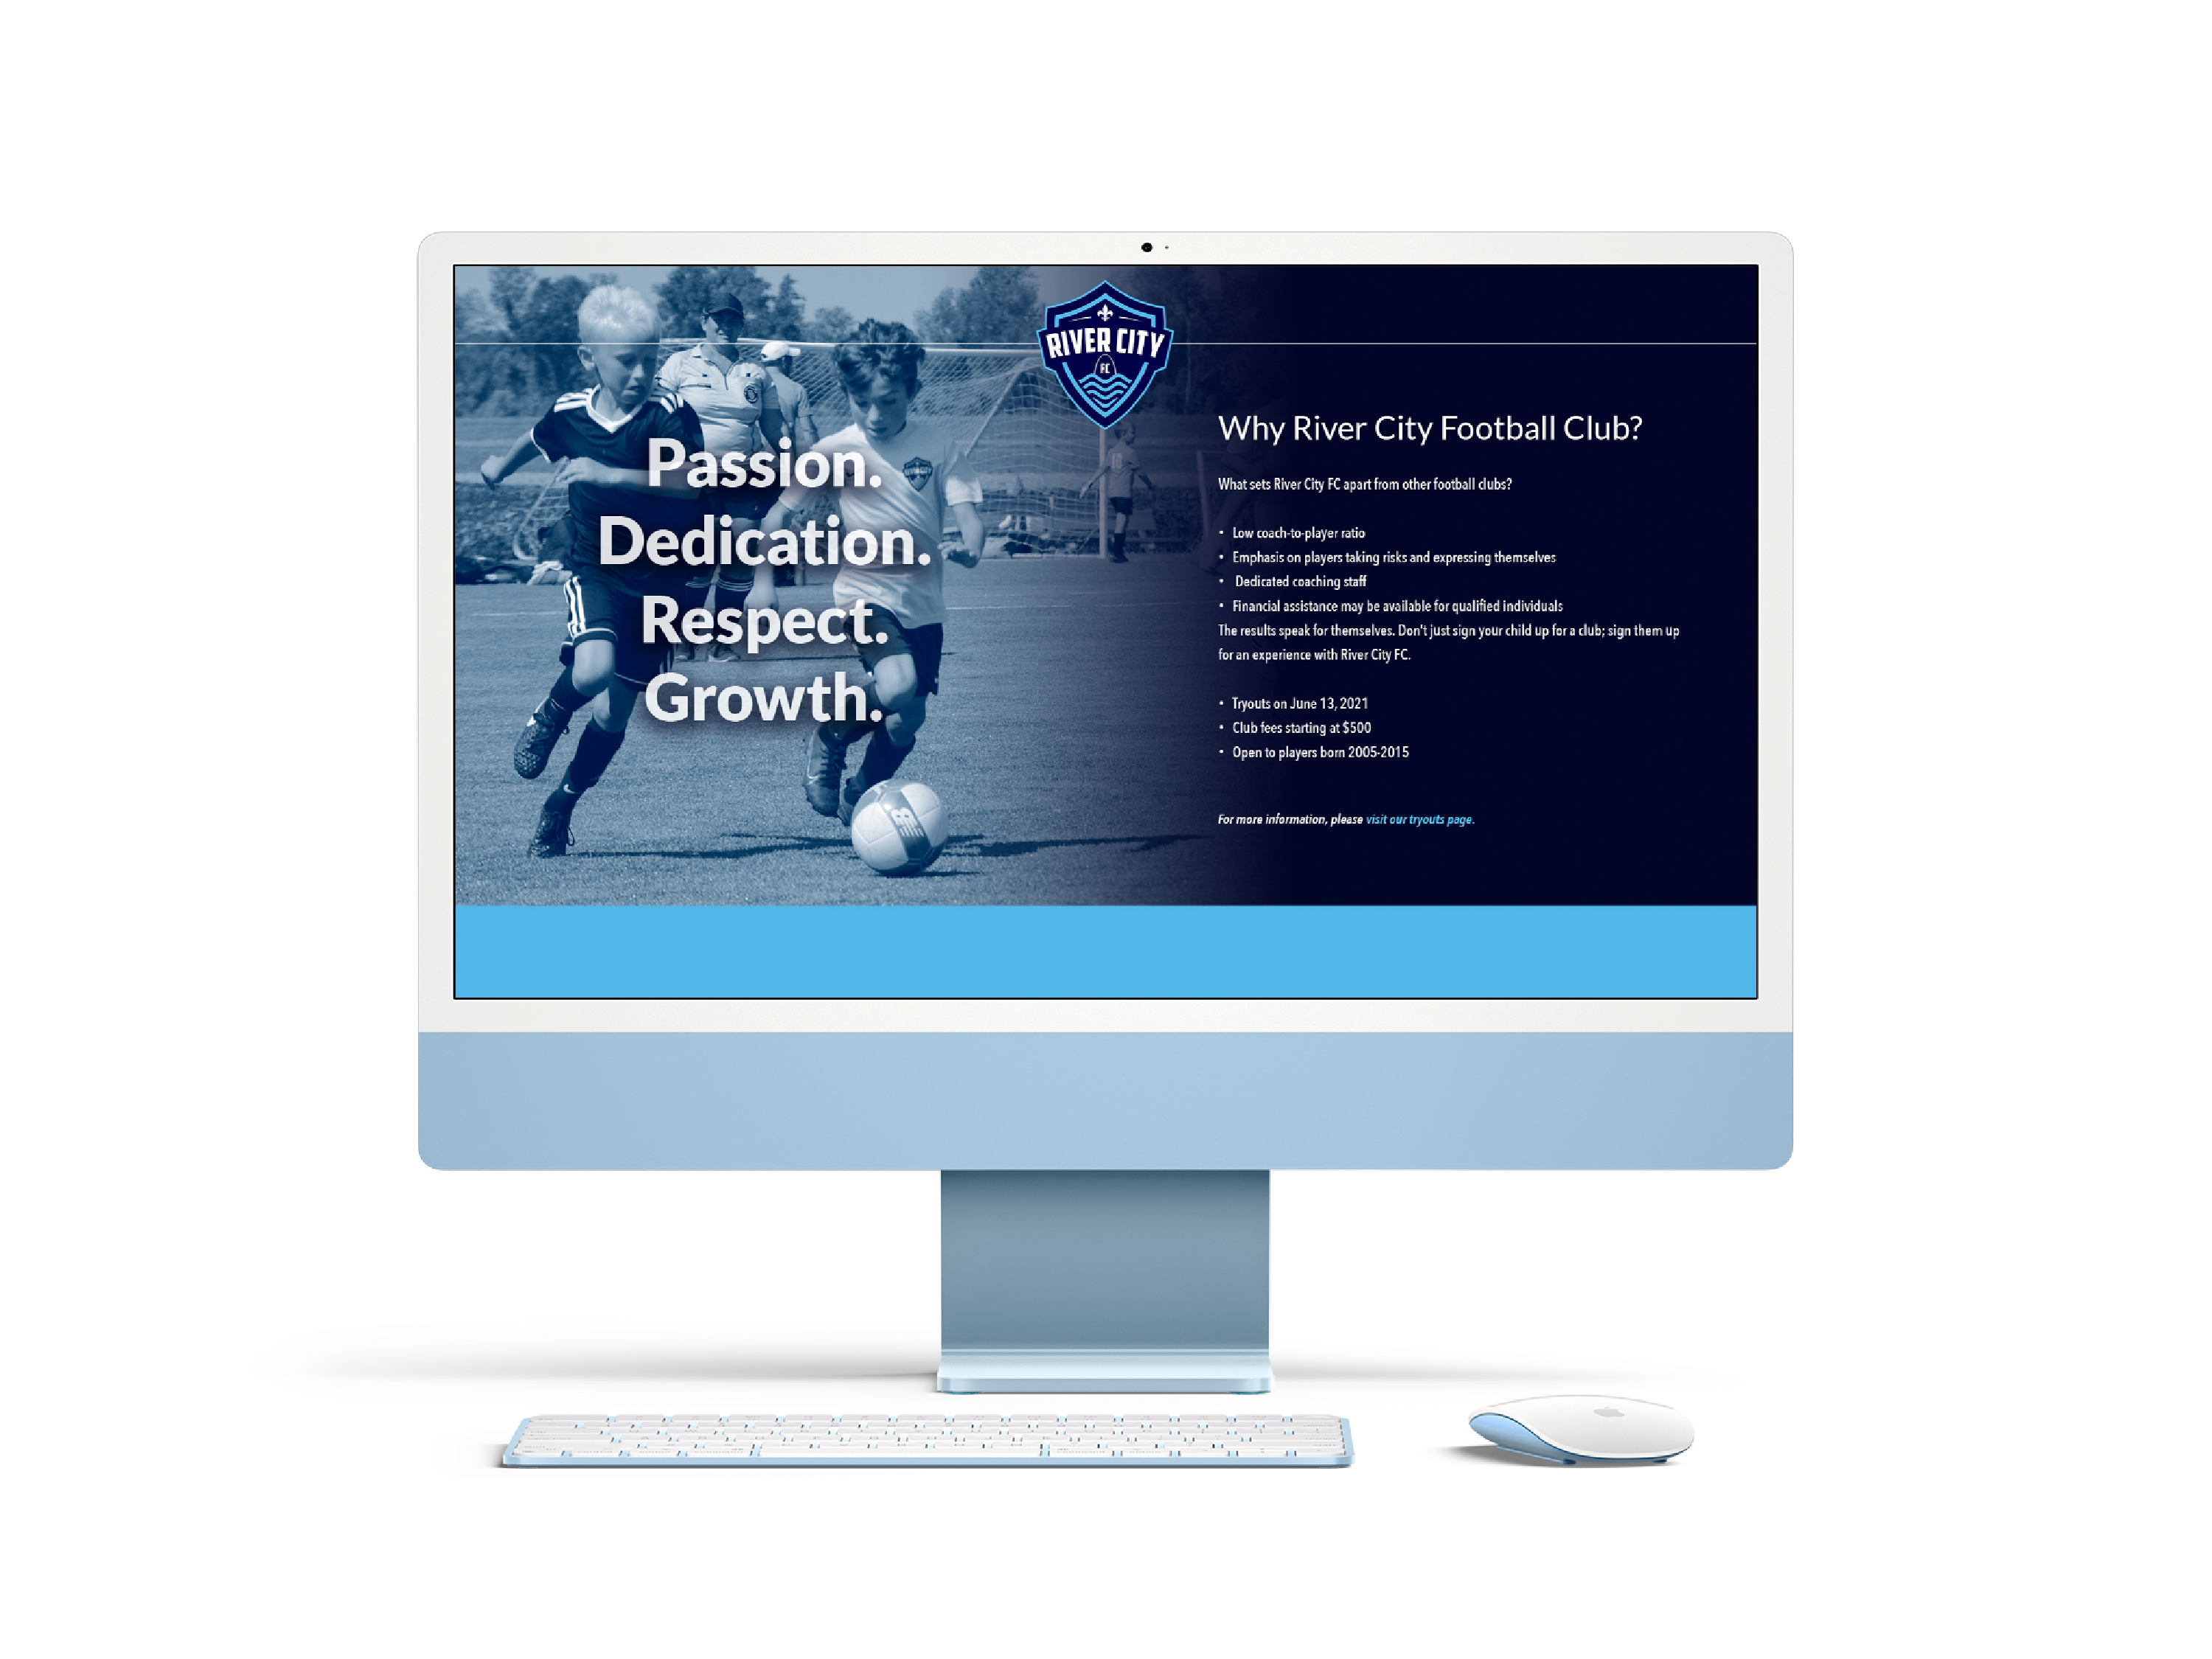 RIVER CITY
FC
Passion.
Dedication.
Respect.
Growth.
Why River City Football Club?
What sets River City FC apart from other football clubs?
• Low coach-to-player ratio
• Emphasis on players taking risks and expressing themselves
• Dedicated coaching staff
• Financial assistance may be available for qualified individuals
The results speak for themselves. Don't just sign your child up for a club; sign them up
for an experience with River City FC.
• Tryouts on June 13, 2021
• Club fees starting at $500
• Open to players born 2005-2015
For more information, please visit our tryouts page.